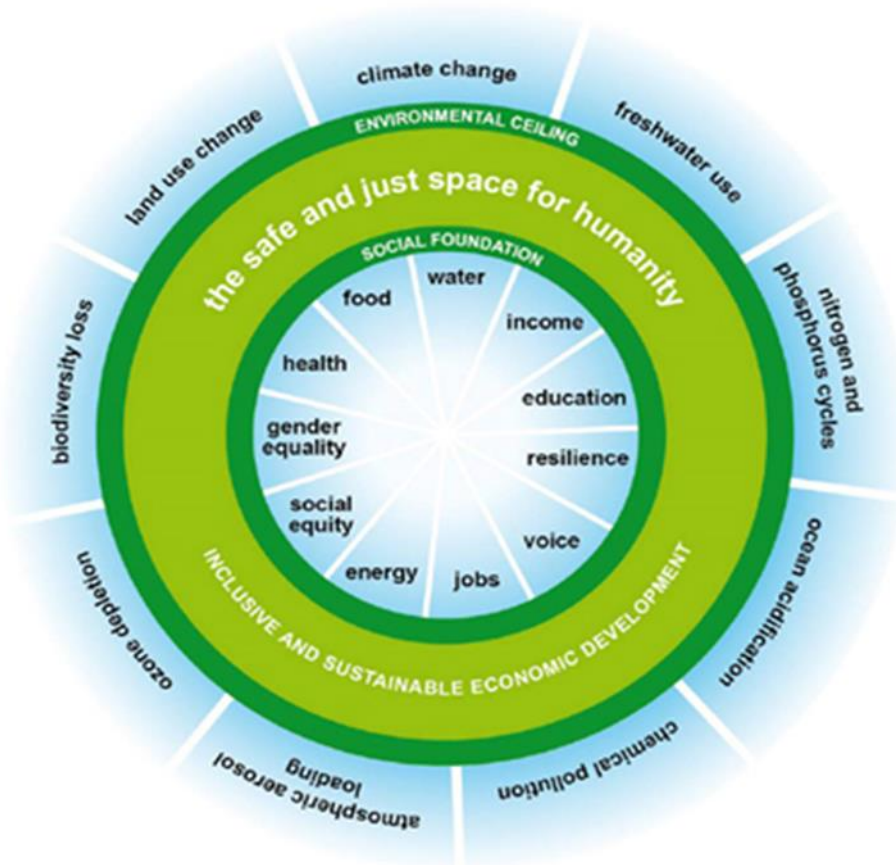 climate change
freshwater use
nitrogen and
phosphorus cycles
ocean acidification
chemical pollution
atmospheric aerosol
loading
ozone depletion
biodiversity loss
land use change
ENVIRONMENTAL CEILING
the safe and just space for humanity
SOCIAL FOUNDATION
water
income
education
resilience
voice
jobs
energy
social
equity
gender
equality
health
food
INCLUSIVE AND SUSTAINABLE ECONOMIC DEVELOPMENT